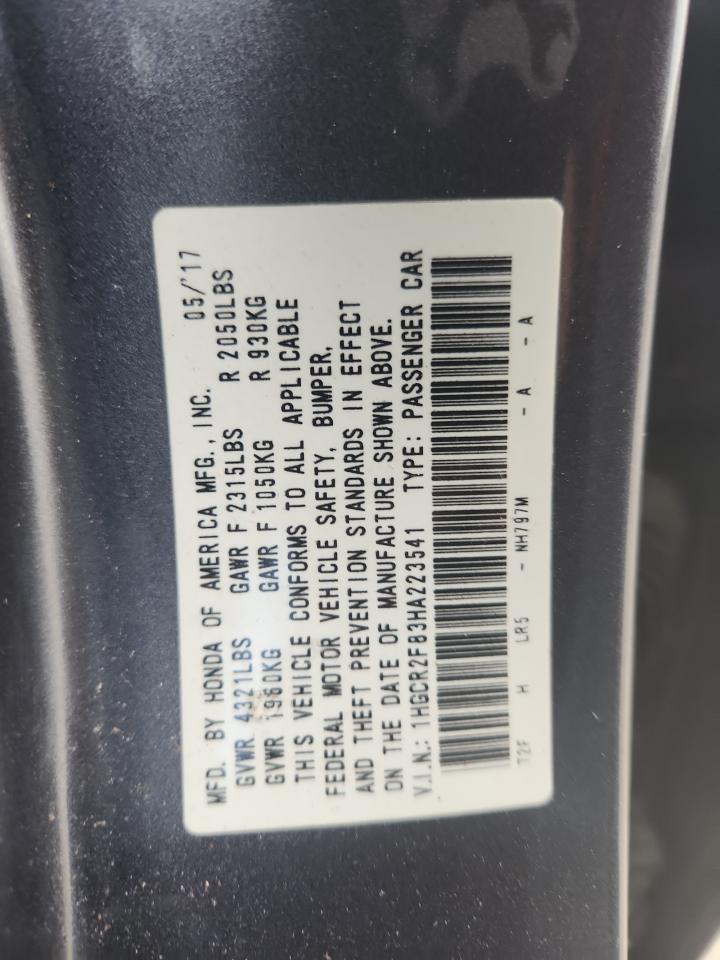 MFD. BY HONDA OF AMERICA MFG., INC. 05/'17
GVWR 4321LBS GAWR F 2315LBS R 2050LBS
GVWR 1960KG GAWR F 1050KG R 930KG
THIS VEHICLE CONFORMS TO ALL APPLICABLE
FEDERAL MOTOR VEHICLE SAFETY, BUMPER,
AND THEFT PREVENTION STANDARDS IN EFFECT
ON THE DATE OF MANUFACTURE SHOWN ABOVE.
V.I.N.: 1HGCR2F83HA223541 TYPE: PASSENGER CAR
T2F 2H LR5 - NH797M - A - A